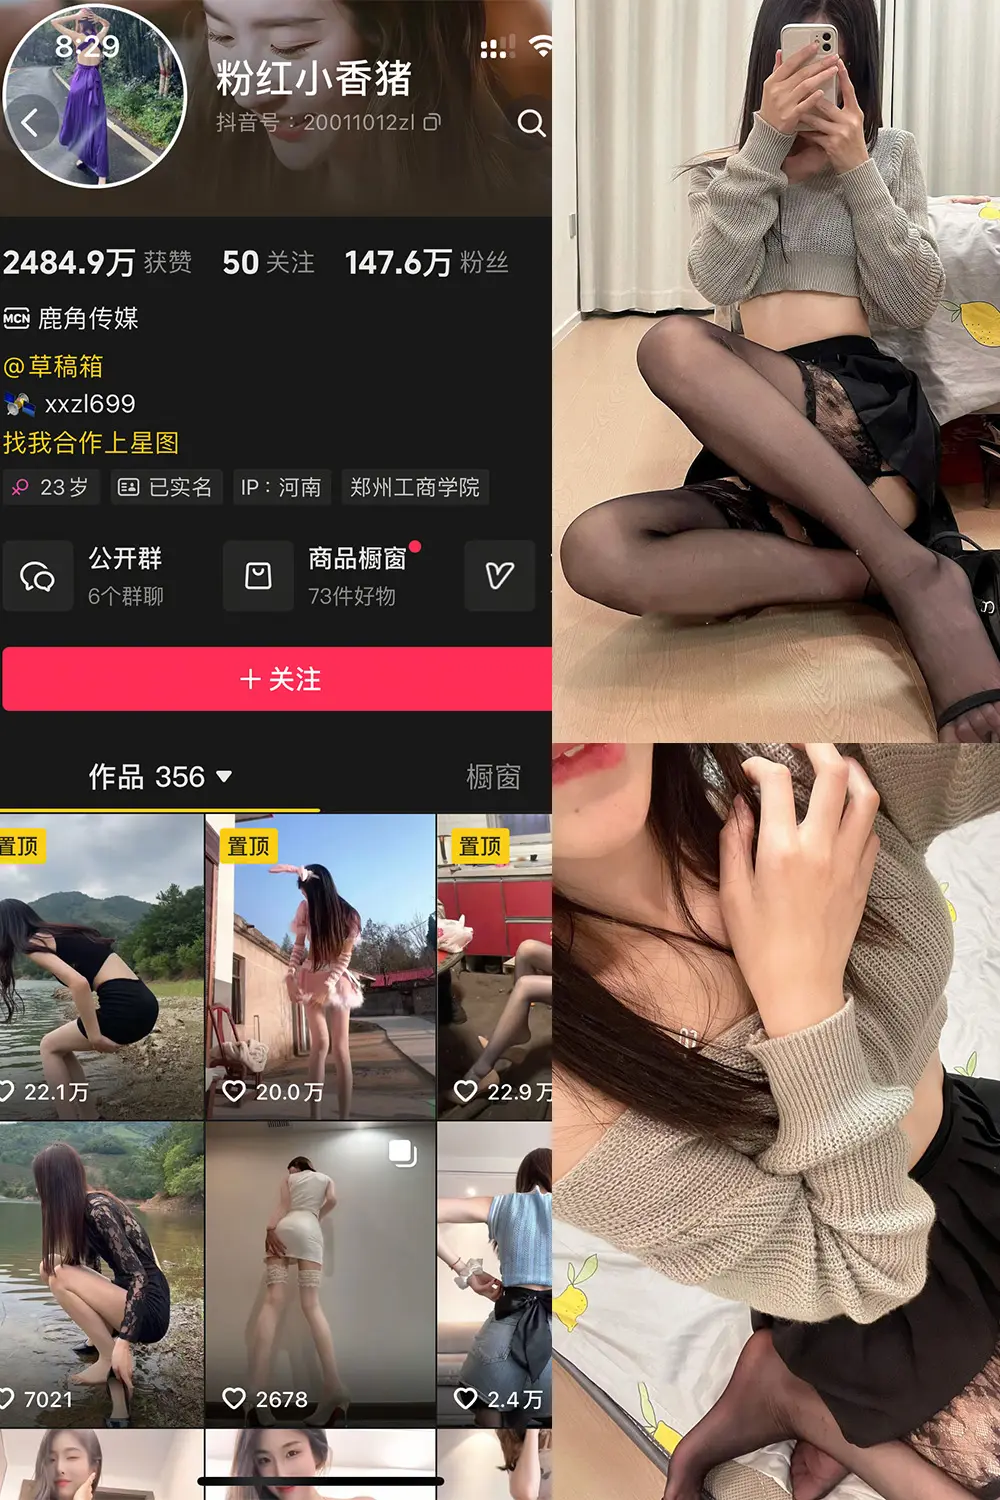 8:29
粉红小香猪
抖音号：20011012zl
2484.9万 获赞 50 关注 147.6万 粉丝
MCN 鹿角传媒
@草稿箱
xxzl699
找我合作上星图
23岁 已实名 IP：河南 郑州工商学院
公开群 商品橱窗
6个群聊 73件好物
+ 关注
作品 356 橱窗
置顶 置顶 置顶
22.1万 20.0万 22.9万
7021 2678 2.4万